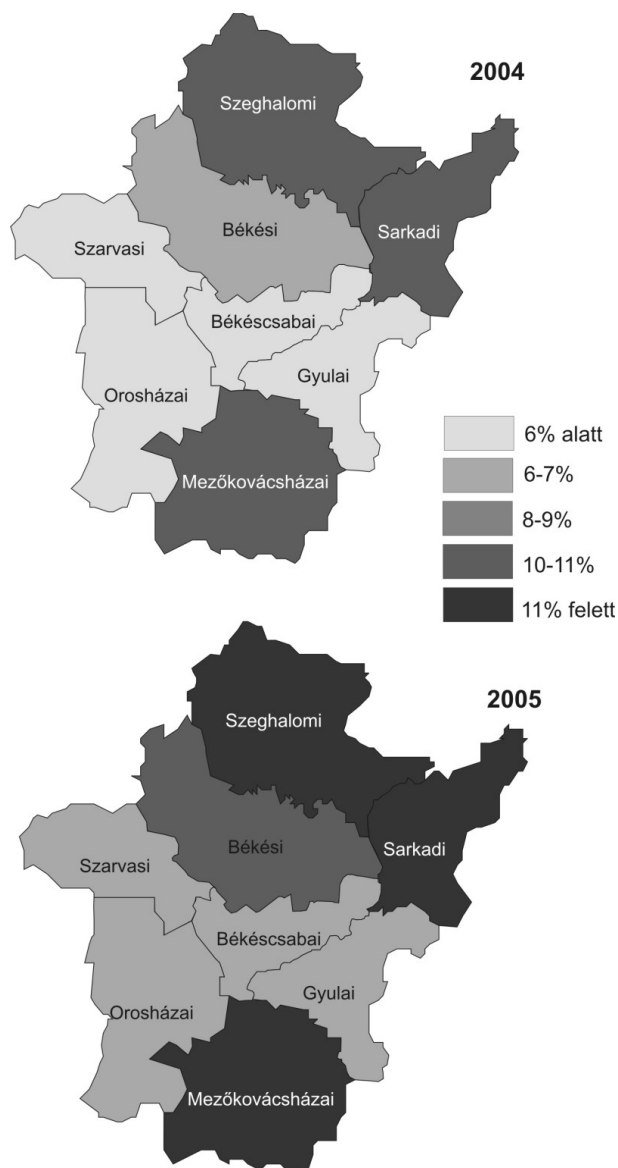 2004
Szeghalomi
Sarkadi
Békési
Szarvasi
Békéscsabai
Gyulai
Orosházai
Mezőkovácsházai
6% alatt
6-7%
8-9%
10-11%
11% felett
2005
Szeghalomi
Sarkadi
Békési
Szarvasi
Békéscsabai
Gyulai
Orosházai
Mezőkovácsházai